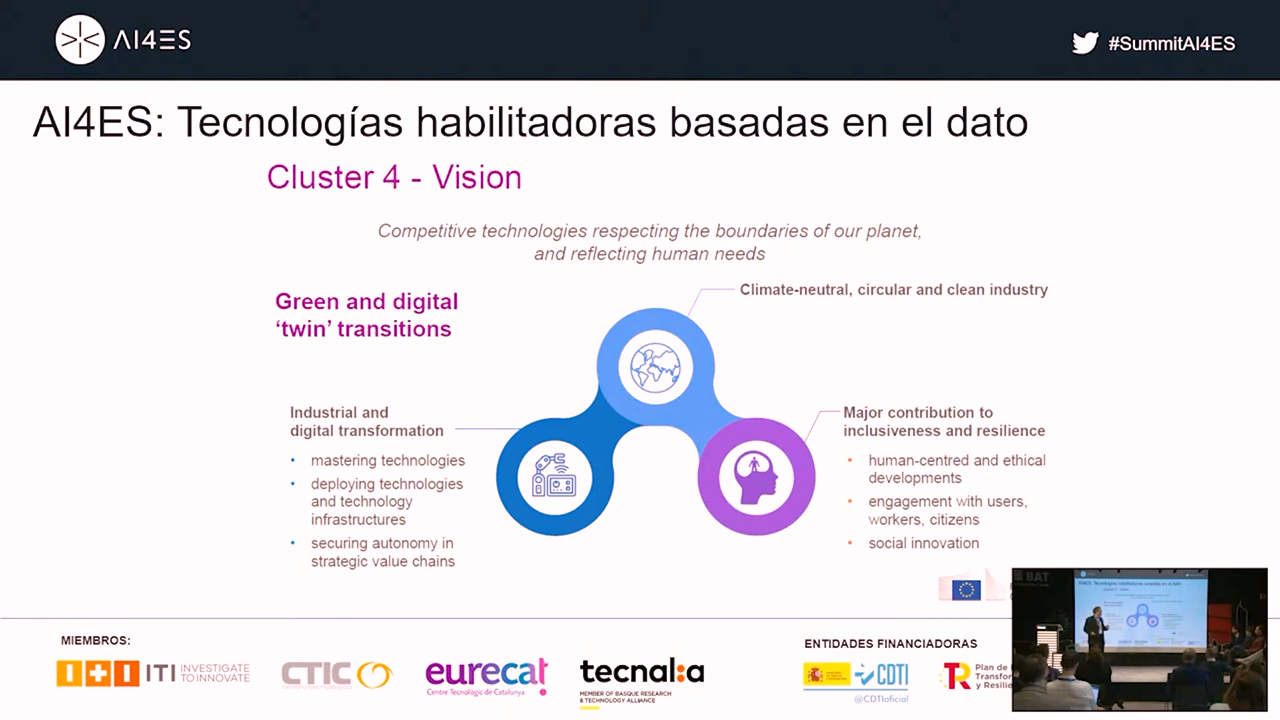 AI4ES
#SummitAI4ES
AI4ES: Tecnologías habilitadoras basadas en el dato
Cluster 4 - Vision
Competitive technologies respecting the boundaries of our planet,
and reflecting human needs
Green and digital
‘twin’ transitions
Climate-neutral, circular and clean industry
Industrial and
digital transformation
• mastering technologies
• deploying technologies
and technology
infrastructures
• securing autonomy in
strategic value chains
Major contribution to
inclusiveness and resilience
• human-centred and ethical
developments
• engagement with users,
workers, citizens
• social innovation
MIEMBROS:
ITI INVESTIGATE
TO INNOVATE
CTIC
eurecat
Centre Tecnològic de Catalunya
tecnal:a
MEMBER OF BASQUE RESEARCH
& TECHNOLOGY ALLIANCE
ENTIDADES FINANCIADORAS
CDTI
@CDTIoficial
Plan de
Transfor
y Resilie